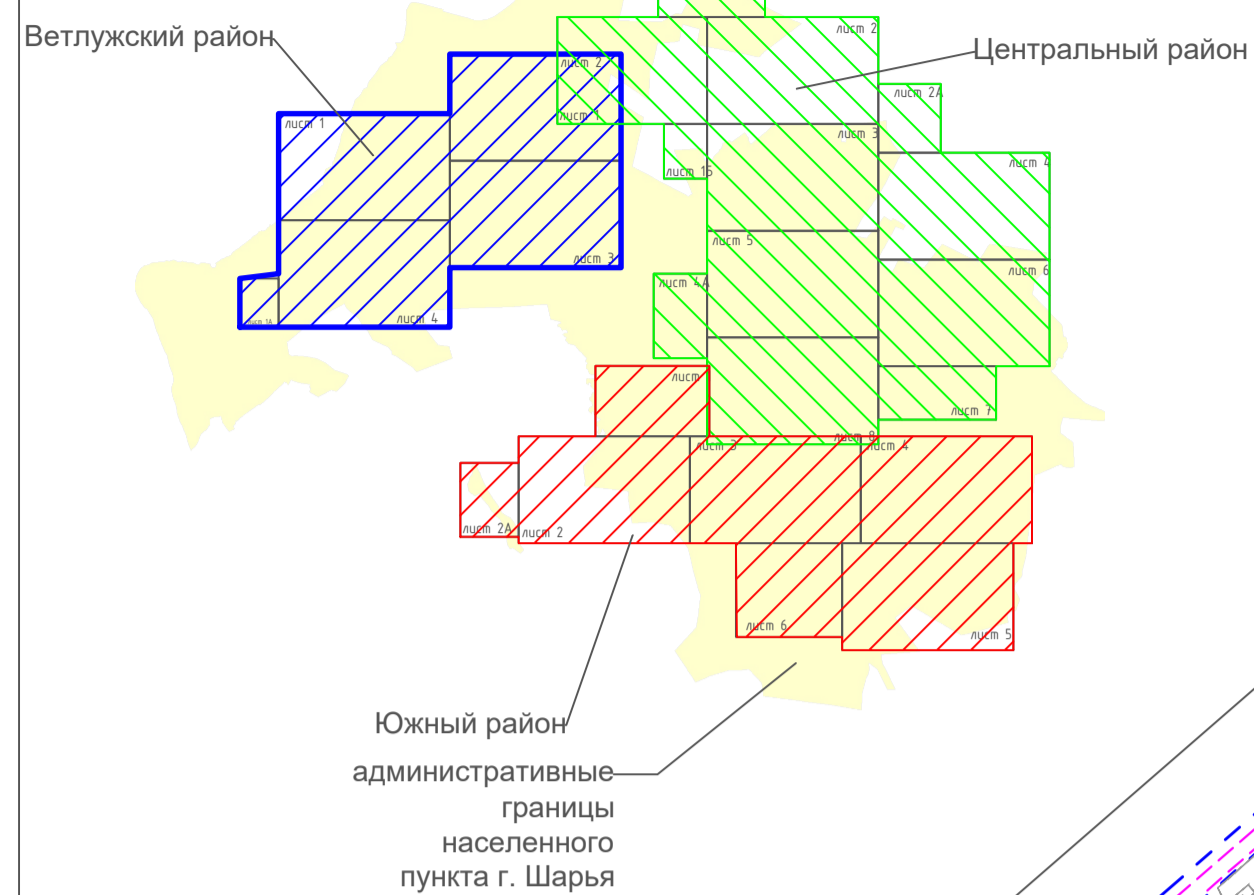 Ветлужский район
Центральный район
лист 2
лист 2
лист 2А
лист 1
лист 1
лист 3
лист 4
лист 1Б
лист 5
лист 3
лист 6
лист 4А
лист 1А
лист 4
лист
лист 7
лист 8
лист 3
лист 4
лист 2А
лист 2
лист 6
лист 5
Южный район
административные
границы
населенного
пункта г. Шарья